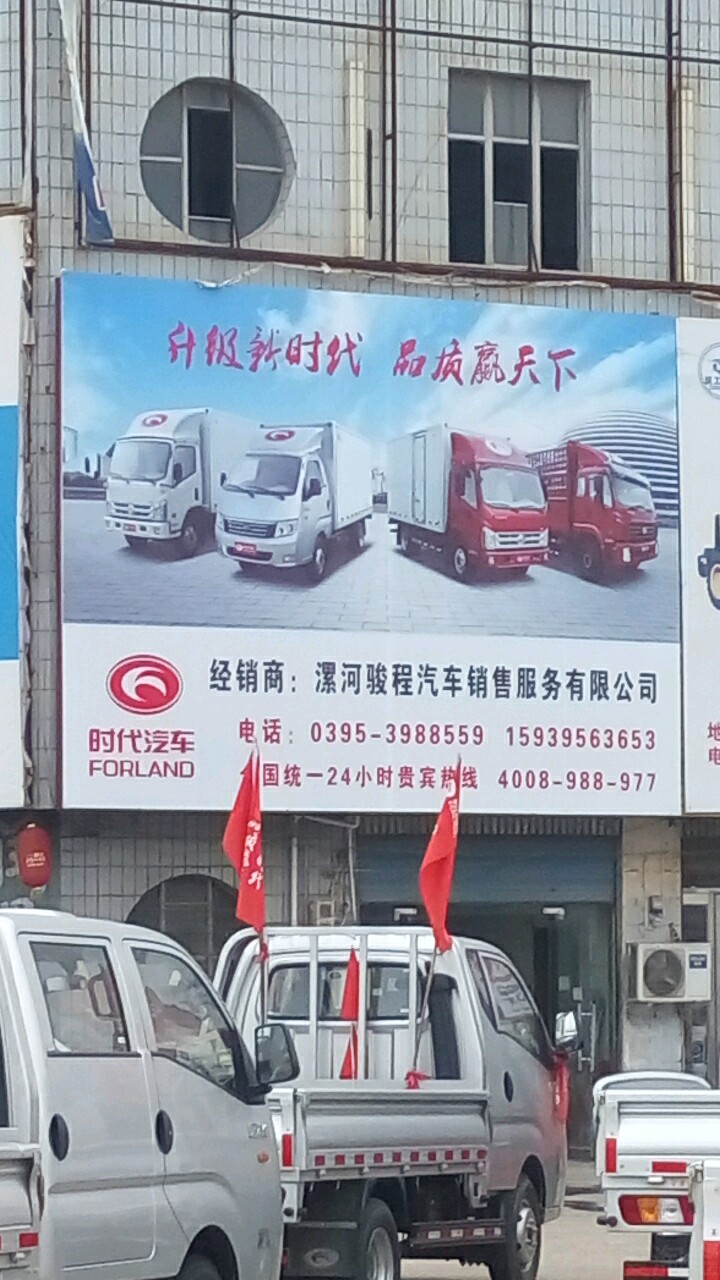 升级新时代 品质赢天下
经销商：漯河骏程汽车销售服务有限公司
时代汽车
FORLAND
电话：0395-3988559 15939563653
国统一24小时贵宾热线 4008-988-977